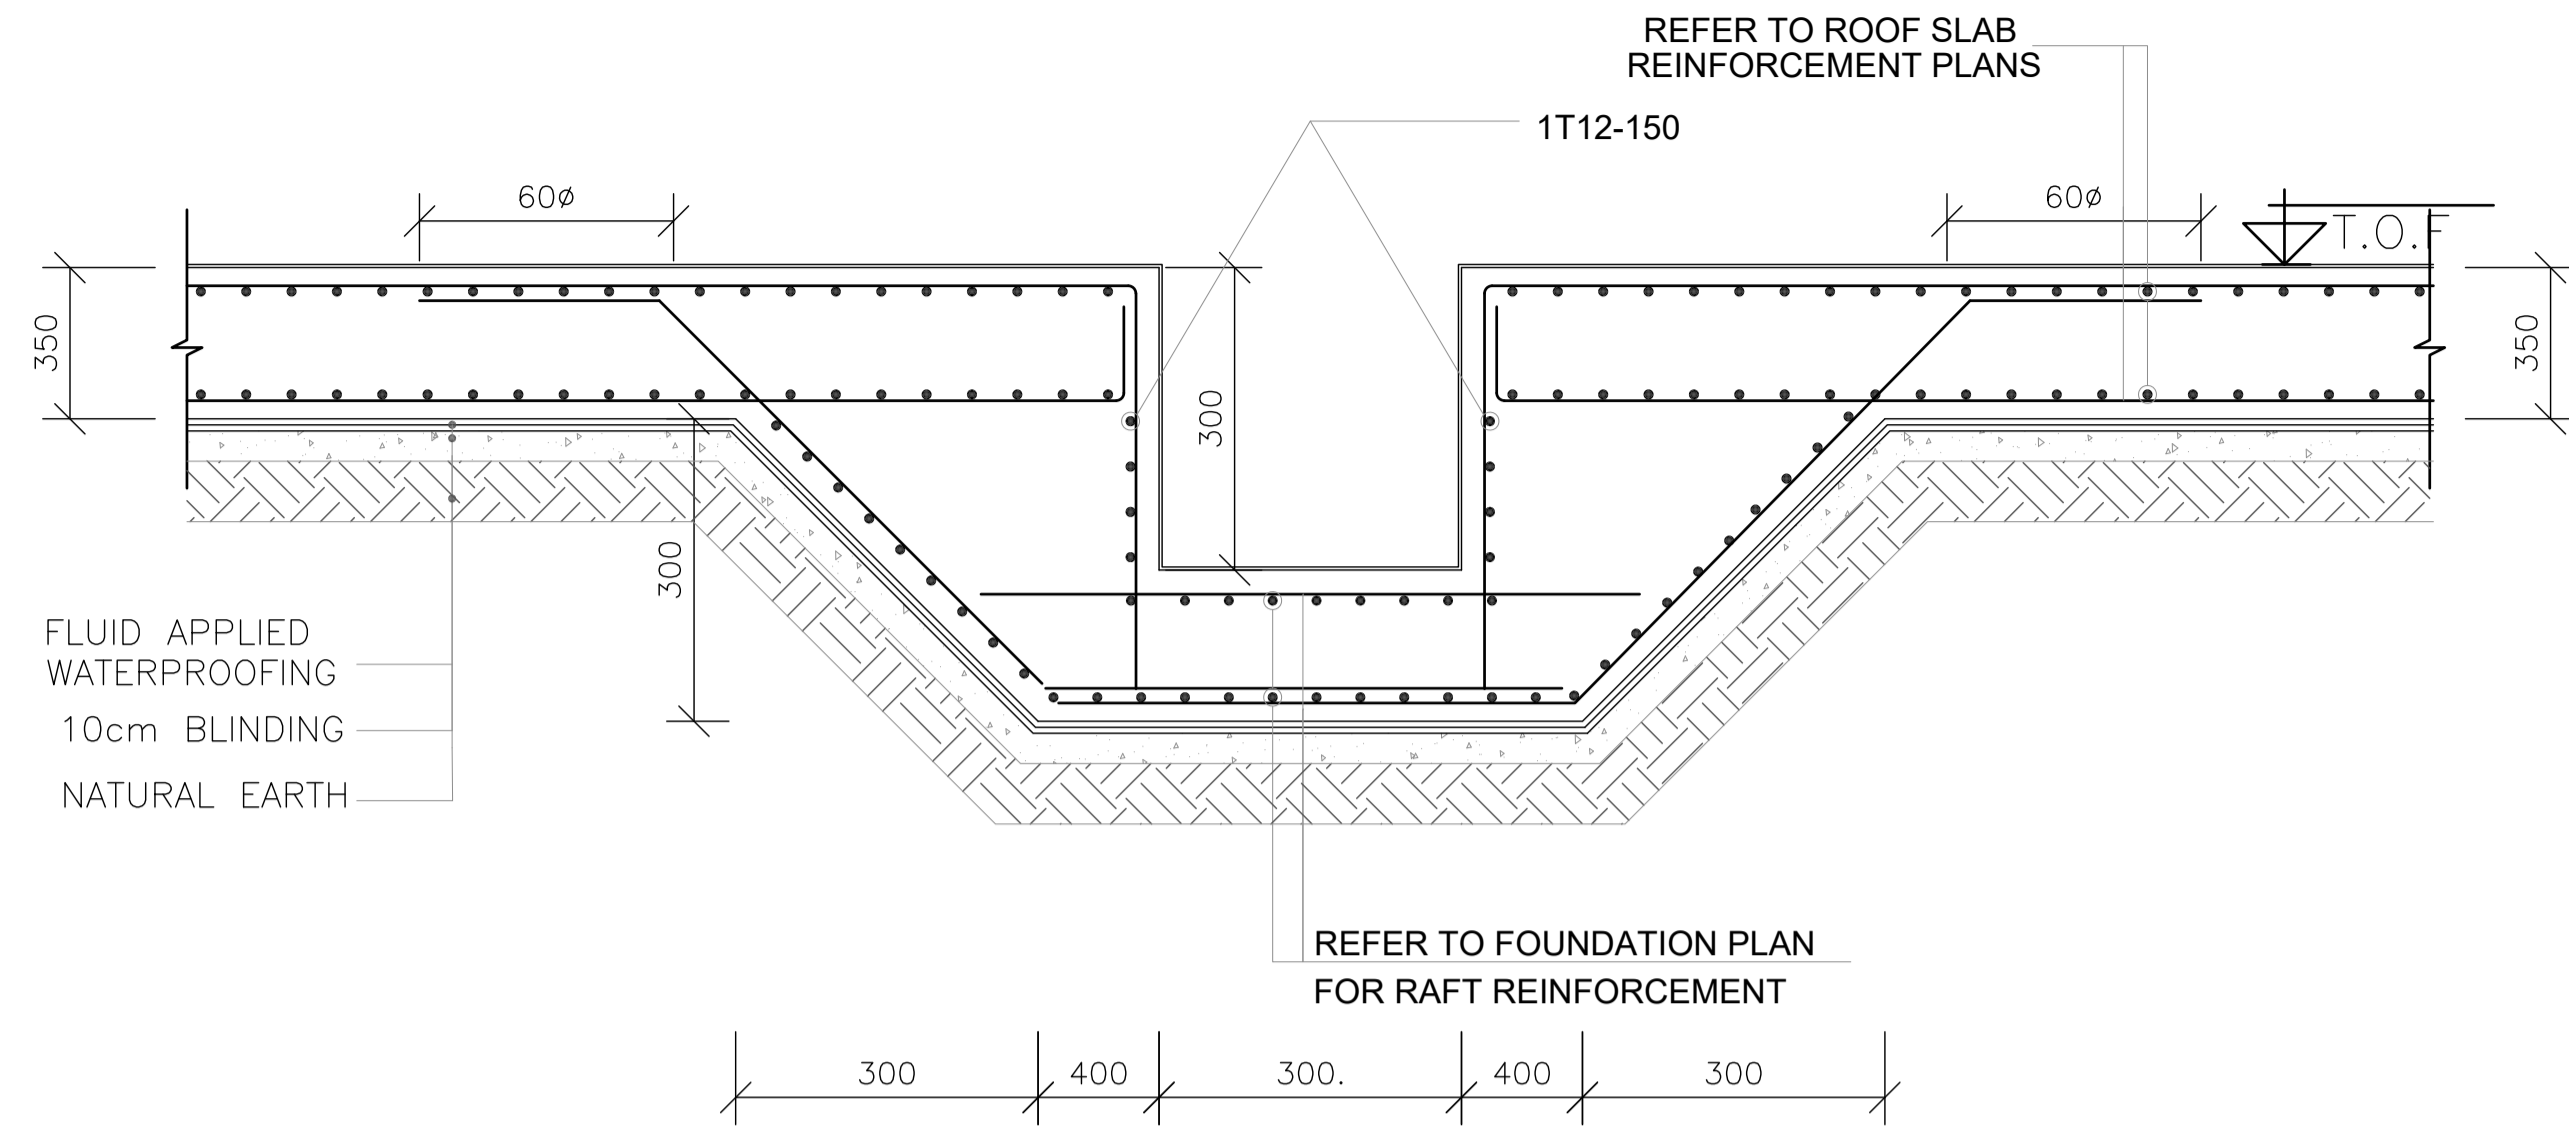 REFER TO ROOF SLAB
REINFORCEMENT PLANS
1T12-150
60ø
60ø
T.O.F
350
300
350
300
FLUID APPLIED
WATERPROOFING
10cm BLINDING
NATURAL EARTH
REFER TO FOUNDATION PLAN
FOR RAFT REINFORCEMENT
300
400
300.
400
300